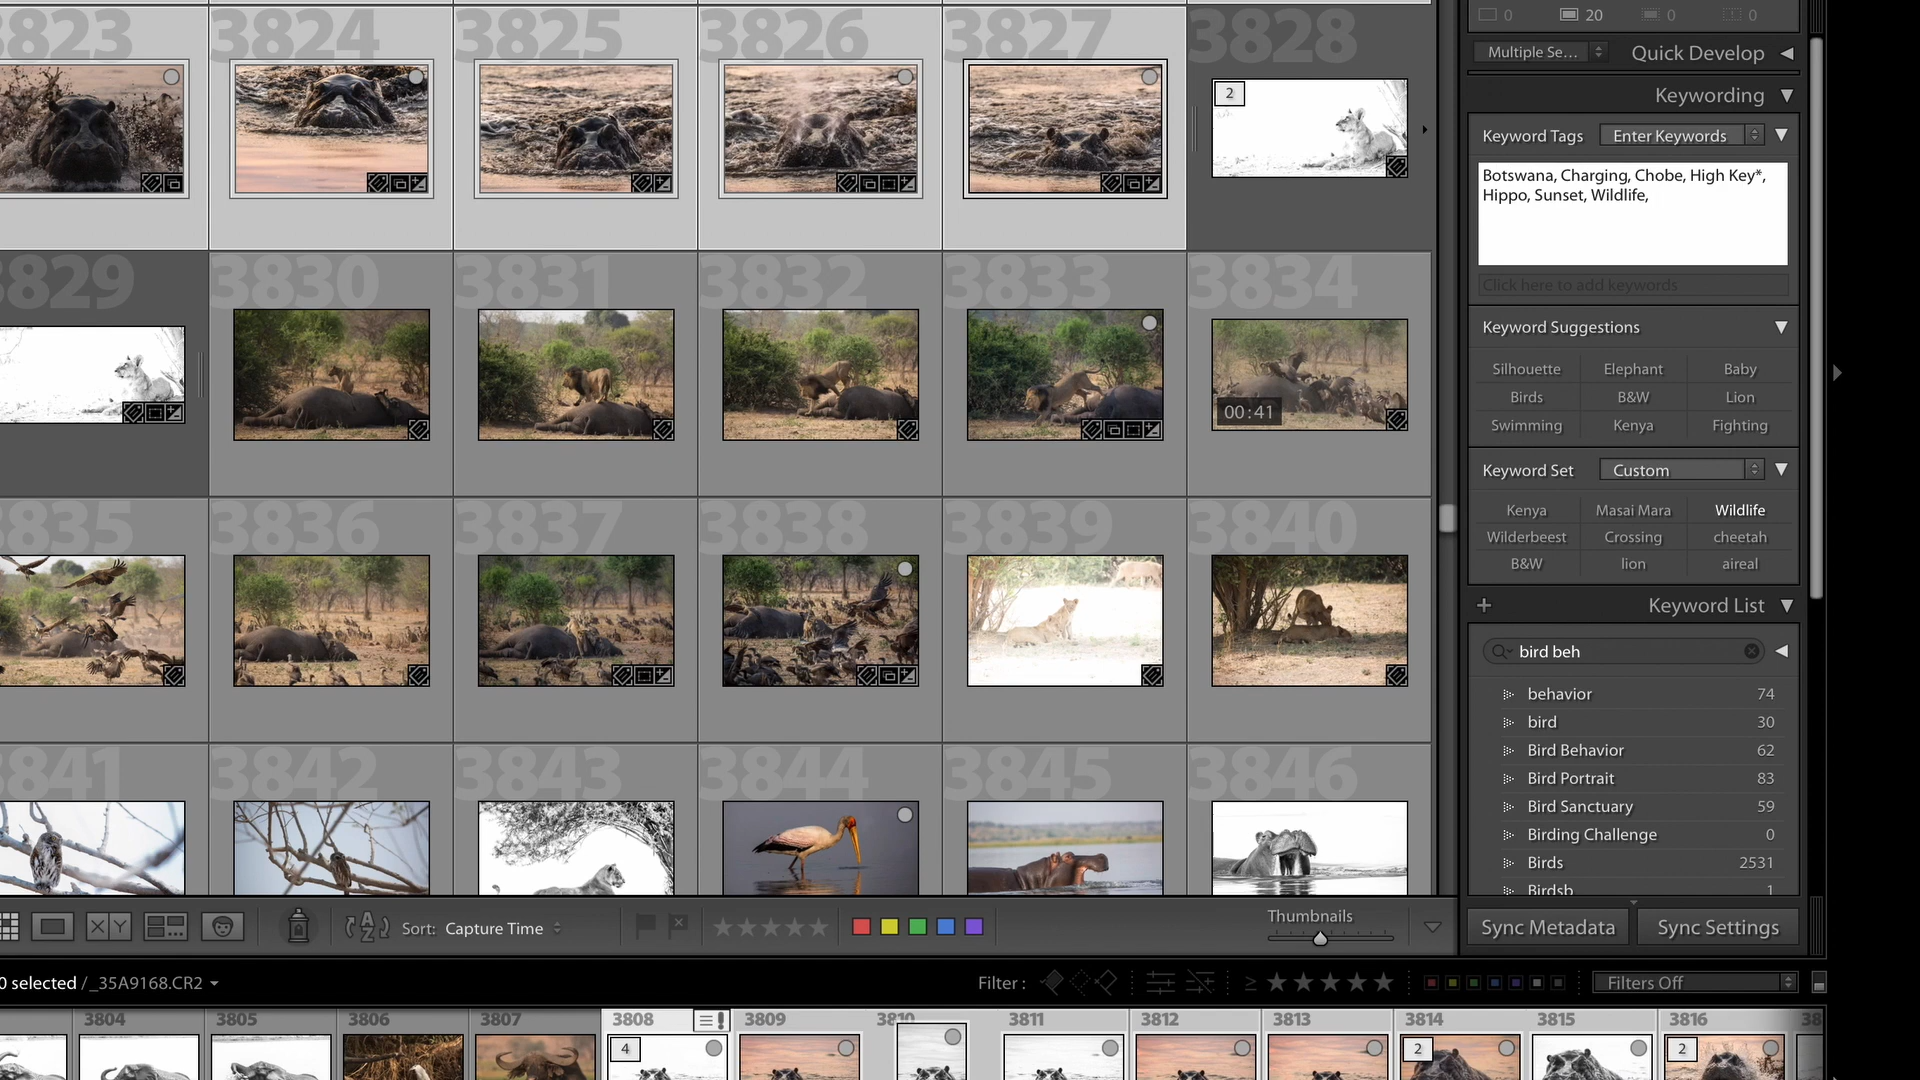 0 20 0 0
Multiple Se... Quick Develop
Keywording
Keyword Tags Enter Keywords
Botswana, Charging, Chobe, High Key*,
Hippo, Sunset, Wildlife,
Click here to add keywords
Keyword Suggestions
Silhouette Elephant Baby
Birds B&W Lion
Swimming Kenya Fighting
Keyword Set Custom
Kenya Masai Mara Wildlife
Wilderbeest Crossing cheetah
B&W lion aireal
Keyword List
bird beh
behavior 74
bird 30
Bird Behavior 62
Bird Portrait 83
Bird Sanctuary 59
Birding Challenge 0
Birds 2531
Birdsb 1
Sync Metadata Sync Settings
3823 3824 3825 3826 3827 3828
2
3829 3830 3831 3832 3833 3834
00:41
3835 3836 3837 3838 3839 3840
3841 3842 3843 3844 3845 3846
X Y Sort: Capture Time Thumbnails
0 selected / _35A9168.CR2 Filter : ≥ Filters Off
3804 3805 3806 3807 3808 3809 3810 3811 3812 3813 3814 3815 3816 38
4 2 2